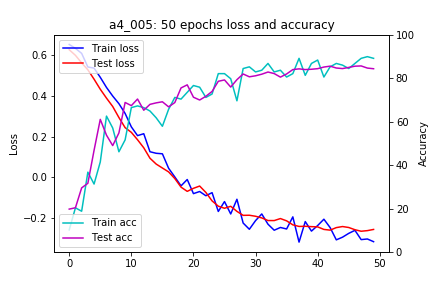 a4_005: 50 epochs loss and accuracy
Train loss
Test loss
Train acc
Test acc
Loss
Accuracy
0.6
0.4
0.2
0.0
−0.2
100
80
60
40
20
0
0 10 20 30 40 50